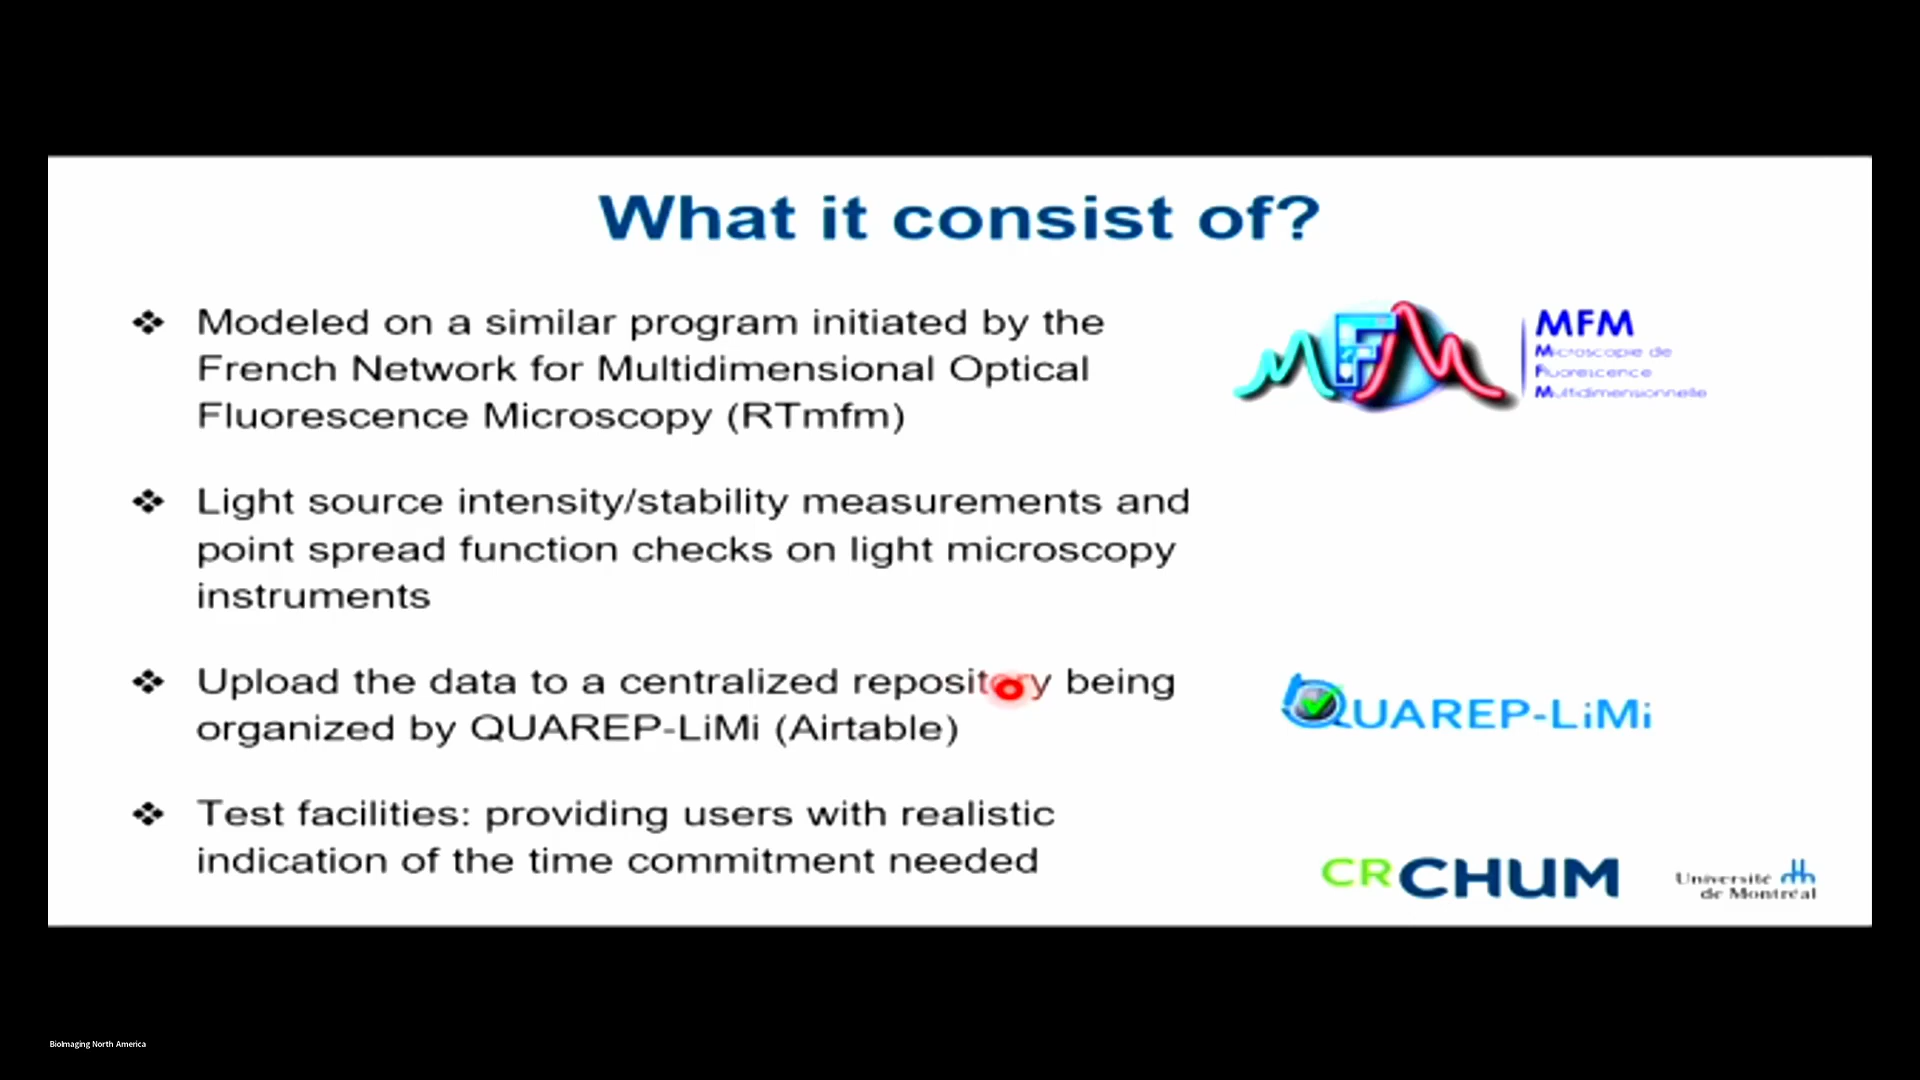 What it consist of?
❖ Modeled on a similar program initiated by the
French Network for Multidimensional Optical
Fluorescence Microscopy (RTmfm)
MFM
Microscopie de
Fluorescence
Multidimensionnelle
❖ Light source intensity/stability measurements and
point spread function checks on light microscopy
instruments
❖ Upload the data to a centralized repository being
organized by QUAREP-LiMi (Airtable)
QUAREP-LiMi
❖ Test facilities: providing users with realistic
indication of the time commitment needed
CRCHUM
Université
de Montréal
BioImaging North America